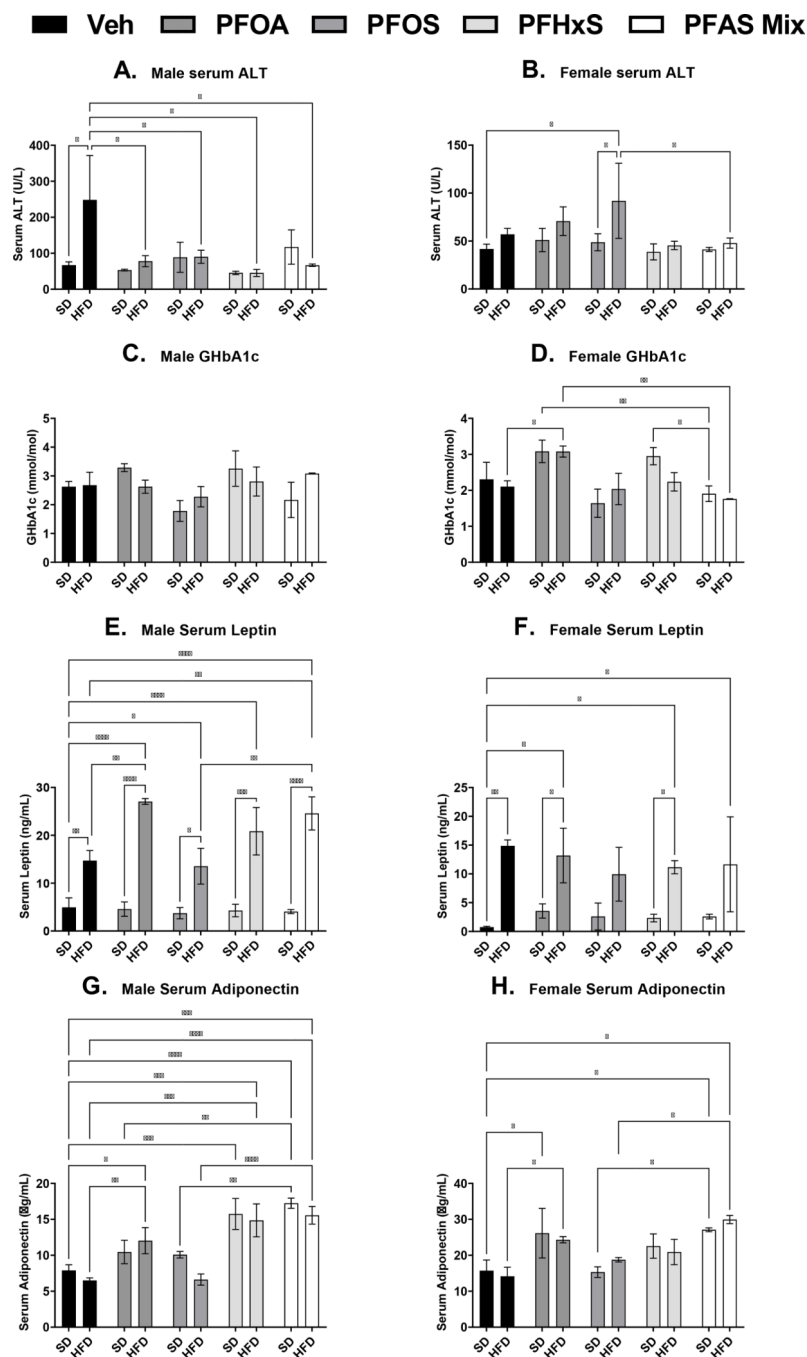 Veh PFOA PFOS PFHxS PFAS Mix
A. Male serum ALT
Serum ALT (U/L)
400
300
200
100
0
SD HFD SD HFD SD HFD SD HFD SD HFD
B. Female serum ALT
Serum ALT (U/L)
150
100
50
0
SD HFD SD HFD SD HFD SD HFD SD HFD
C. Male GHbA1c
GHbA1c (mmol/mol)
5
4
3
2
1
0
SD HFD SD HFD SD HFD SD HFD SD HFD
D. Female GHbA1c
GHbA1c (mmol/mol)
4
3
2
1
0
SD HFD SD HFD SD HFD SD HFD SD HFD
E. Male Serum Leptin
Serum Leptin (ng/mL)
30
20
10
0
SD HFD SD HFD SD HFD SD HFD SD HFD
F. Female Serum Leptin
Serum Leptin (ng/mL)
25
20
15
10
5
0
SD HFD SD HFD SD HFD SD HFD SD HFD
G. Male Serum Adiponectin
Serum Adiponectin (g/mL)
20
15
10
5
0
SD HFD SD HFD SD HFD SD HFD SD HFD
H. Female Serum Adiponectin
Serum Adiponectin (g/mL)
40
30
20
10
0
SD HFD SD HFD SD HFD SD HFD SD HFD